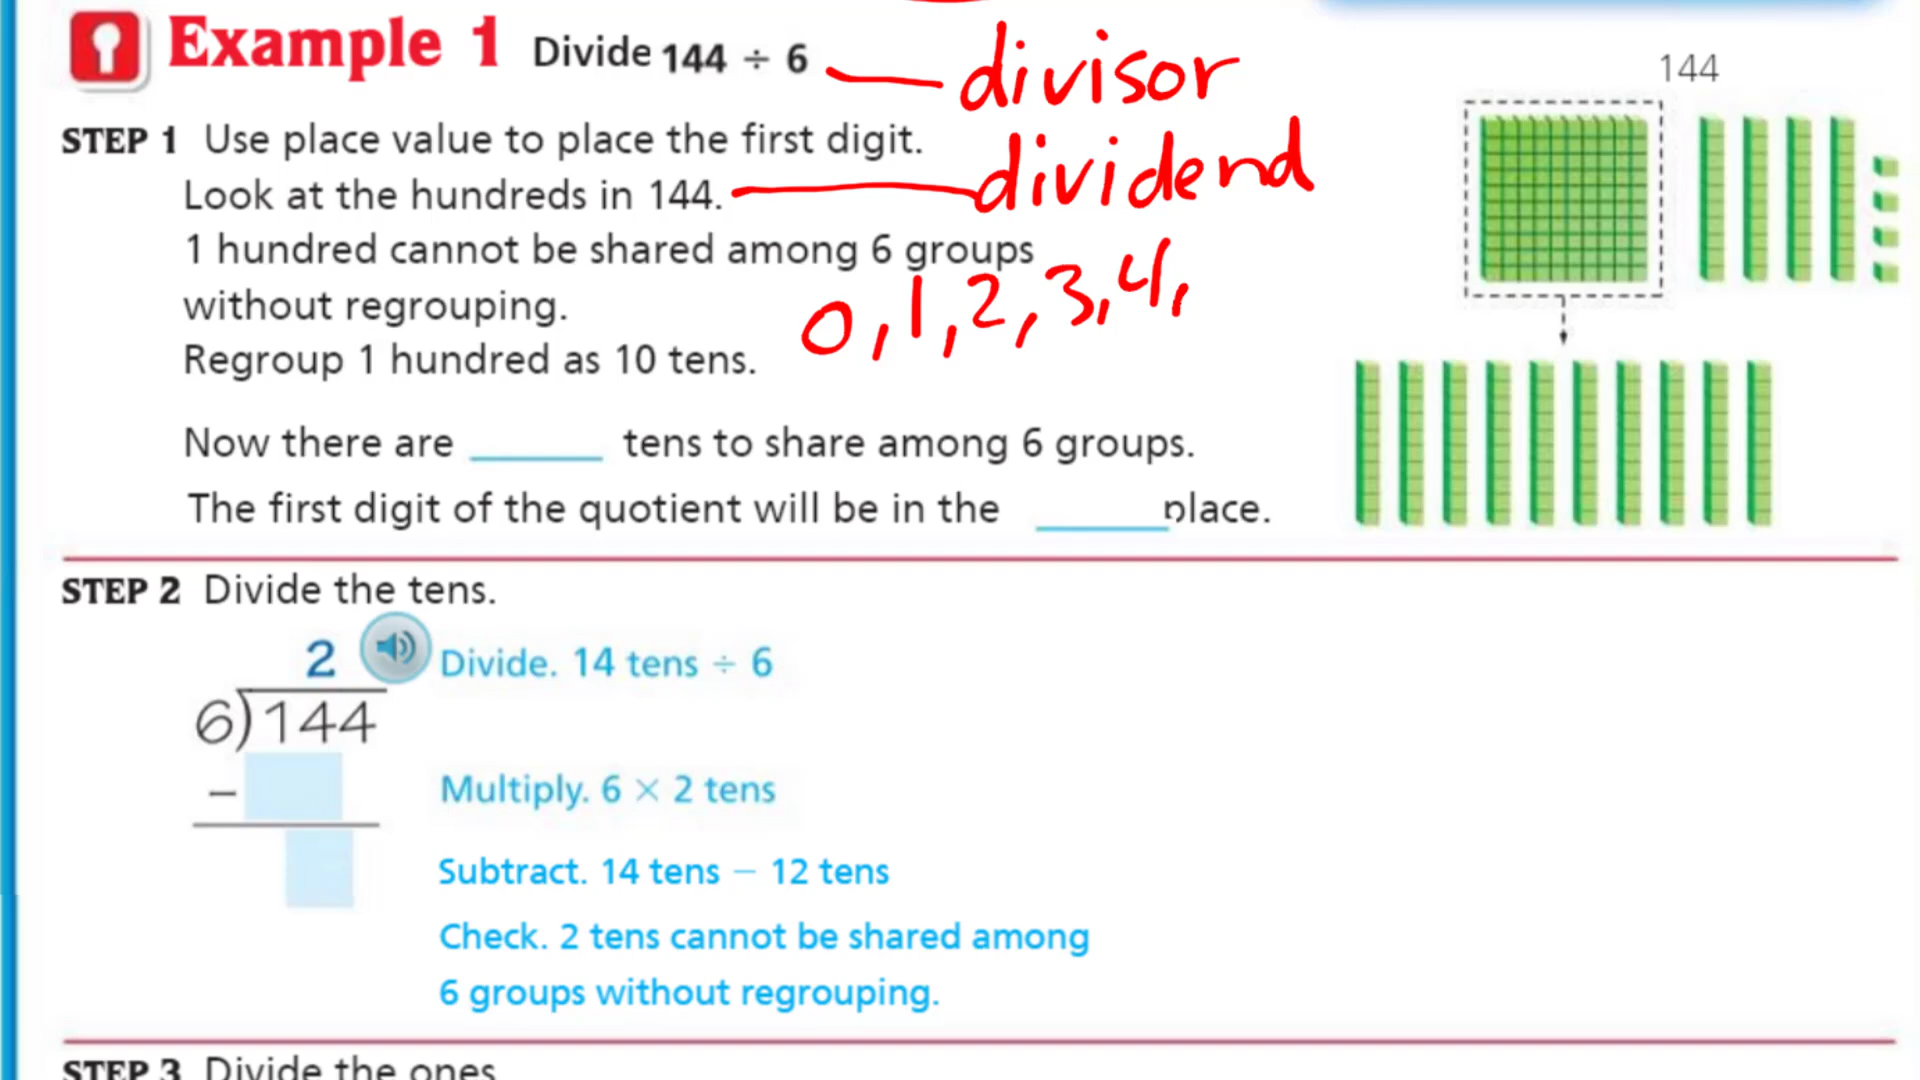 Example 1 Divide 144 ÷ 6 divisor
144
STEP 1 Use place value to place the first digit.
Look at the hundreds in 144. dividend
1 hundred cannot be shared among 6 groups
without regrouping.
0, 1, 2, 3, 4,
Regroup 1 hundred as 10 tens.
Now there are ______ tens to share among 6 groups.
The first digit of the quotient will be in the ______ place.
STEP 2 Divide the tens.
2 Divide. 14 tens ÷ 6
6)144
− Multiply. 6 × 2 tens
Subtract. 14 tens − 12 tens
Check. 2 tens cannot be shared among
6 groups without regrouping.
STEP 3 Divide the ones